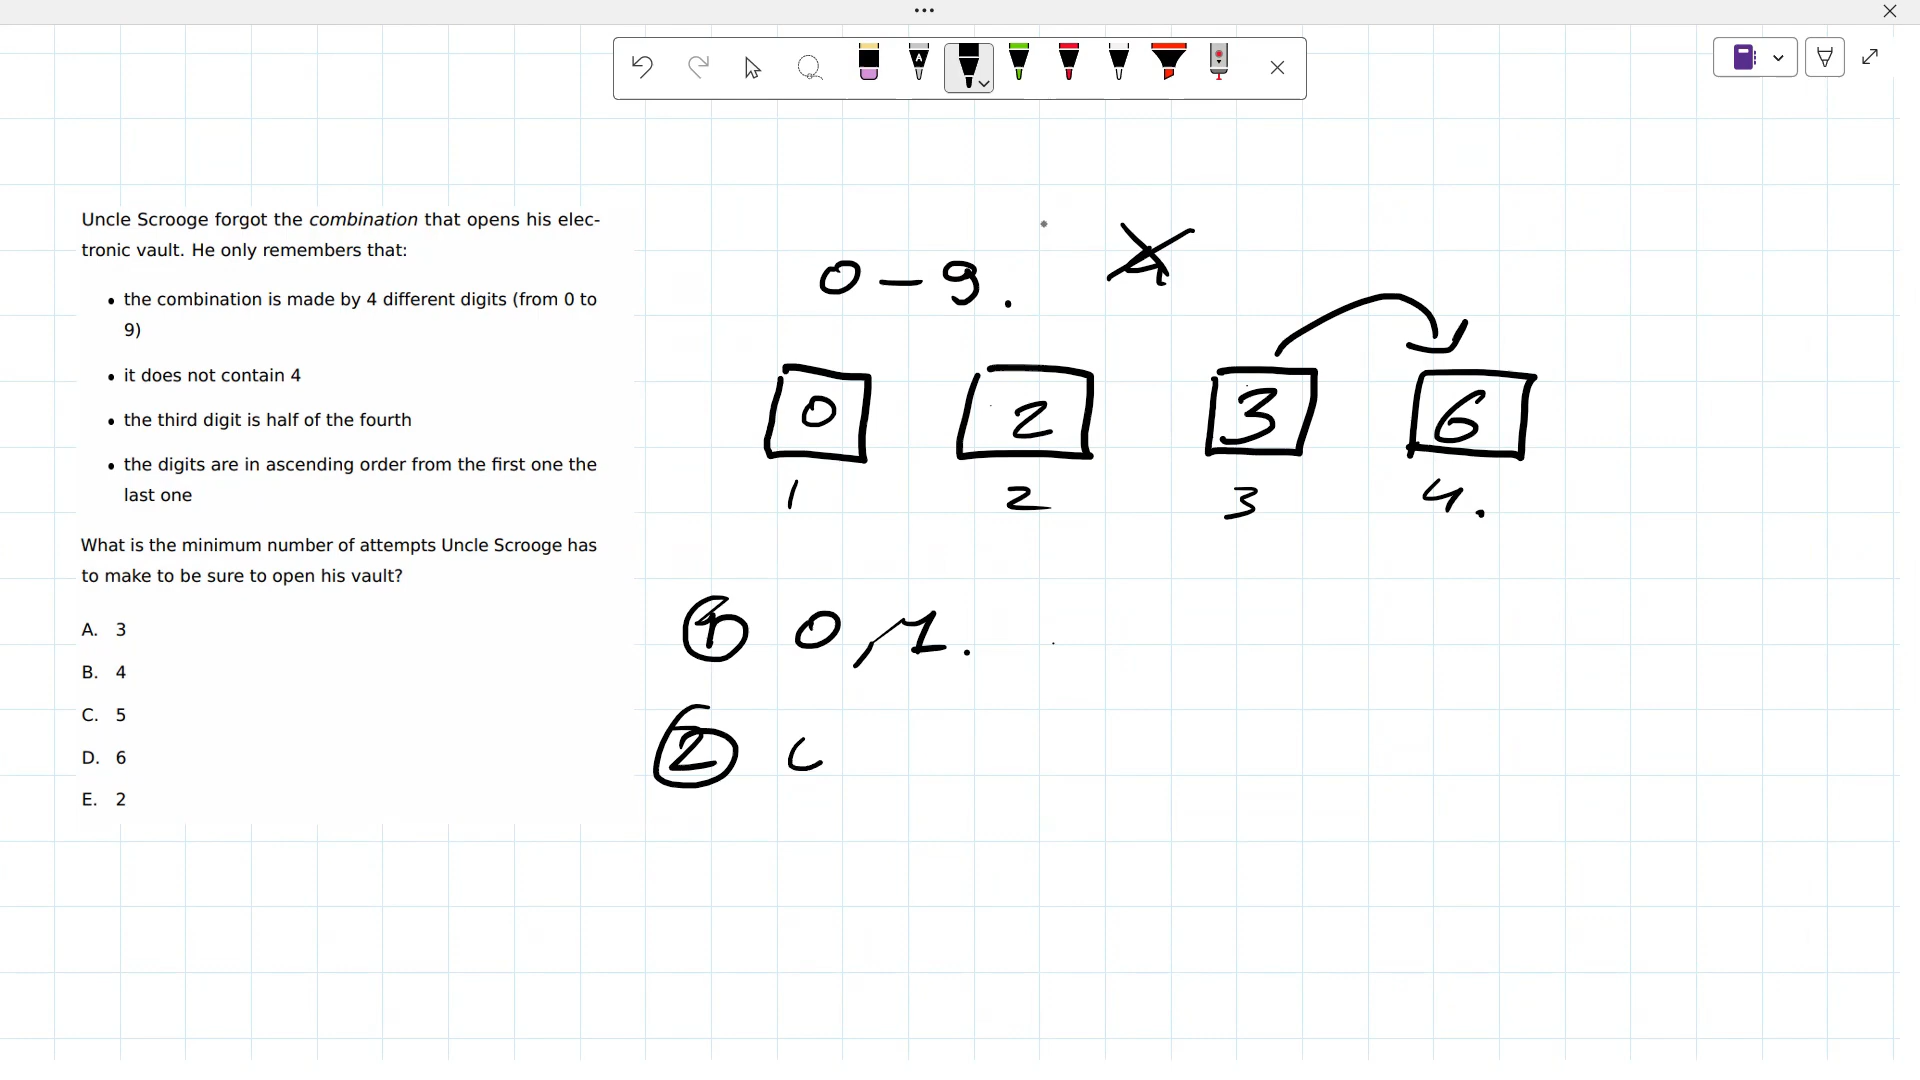 Uncle Scrooge forgot the combination that opens his elec-
tronic vault. He only remembers that:
• the combination is made by 4 different digits (from 0 to
9)
• it does not contain 4
• the third digit is half of the fourth
• the digits are in ascending order from the first one the
last one
What is the minimum number of attempts Uncle Scrooge has
to make to be sure to open his vault?
A. 3
B. 4
C. 5
D. 6
E. 2
0 – 9. 4
0 2 3 6
1 2 3 4.
1 0, 1.
2